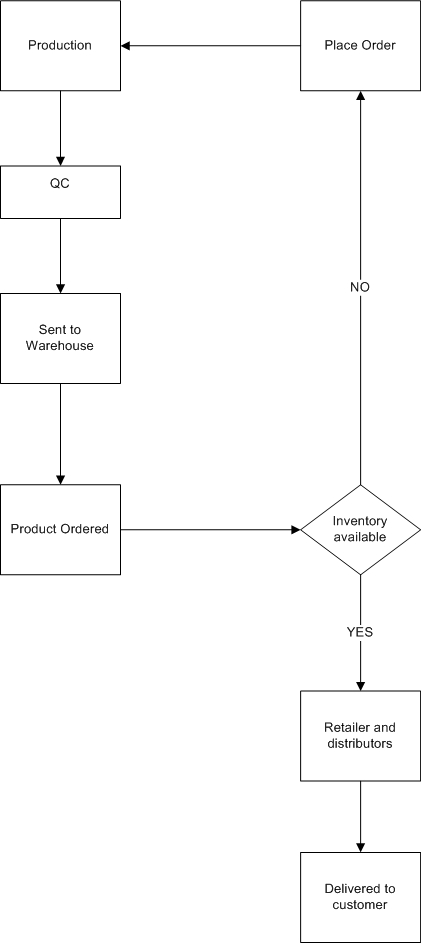 Production
Place Order
QC
NO
Sent to
Warehouse
Product Ordered
Inventory
available
YES
Retailer and
distributors
Delivered to
customer